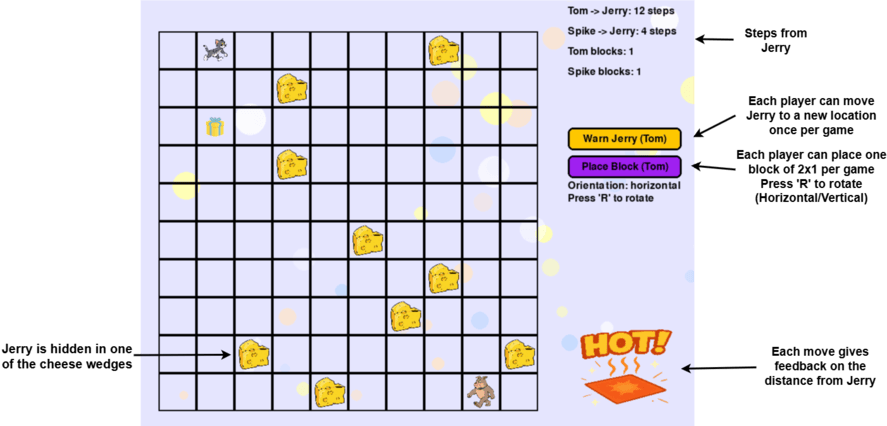 Tom -> Jerry: 12 steps
Spike -> Jerry: 4 steps
Tom blocks: 1
Spike blocks: 1
Steps from
Jerry
Warn Jerry (Tom)
Each player can move
Jerry to a new location
once per game
Place Block (Tom)
Orientation: horizontal
Press 'R' to rotate
Each player can place one
block of 2x1 per game
Press 'R' to rotate
(Horizontal/Vertical)
Jerry is hidden in one
of the cheese wedges
HOT!
Each move gives
feedback on the
distance from Jerry